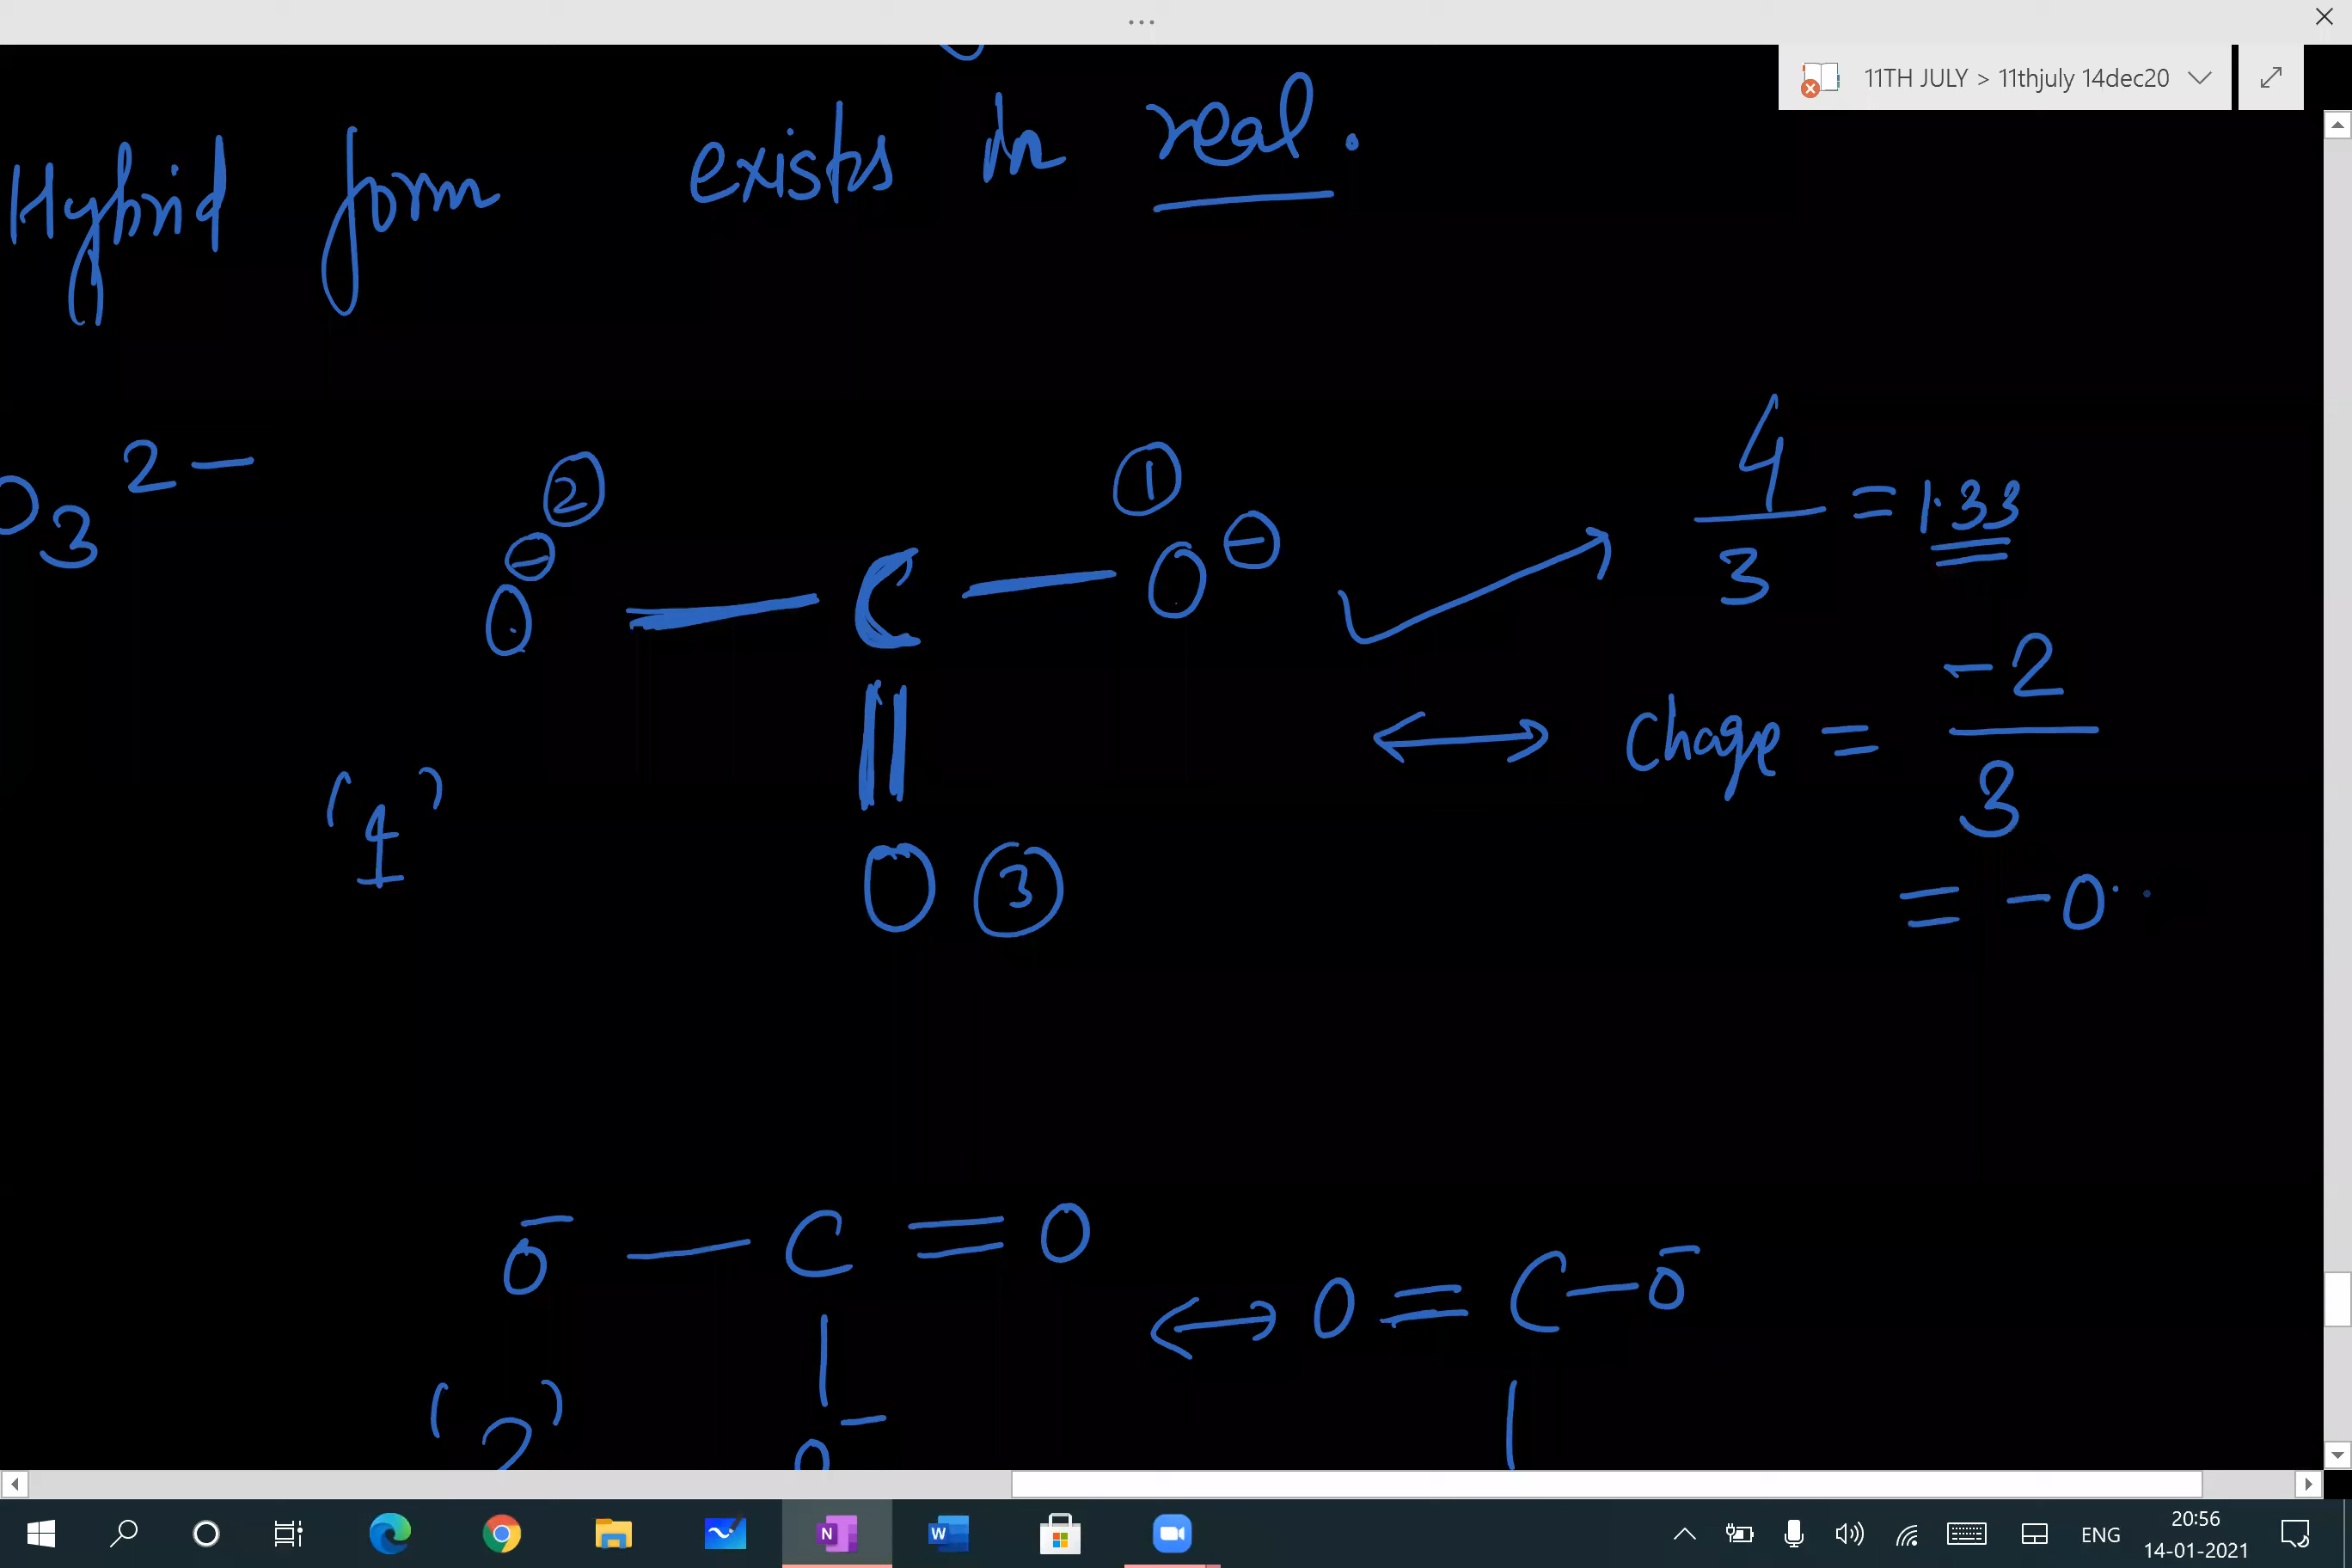 11TH JULY > 11thjuly 14dec20
Hybrid form exists in real.
O3 2-
② ①
⊖ ⊖
O — C — O
4/3 = 1.33
||
(1)
O ③
↔ Charge = -2/3
= -0.
O⁻ — C = O
↔ O = C - O⁻
|
O⁻
|
(2)
N
W
ENG
20:56
14-01-2021